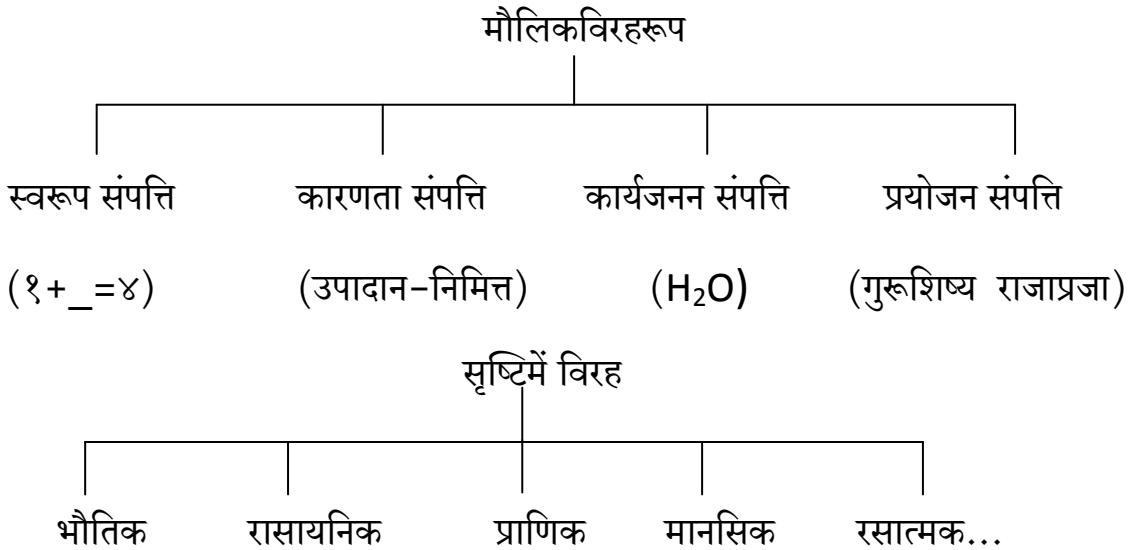 मौलिकविरहरूप
स्वरूप संपत्ति कारणता संपत्ति कार्यजनन संपत्ति प्रयोजन संपत्ति
(१+_=४) (उपादान-निमित्त) (H₂O) (गुरूशिष्य राजाप्रजा)
सृष्टिमें विरह
भौतिक रासायनिक प्राणिक मानसिक रसात्मक...